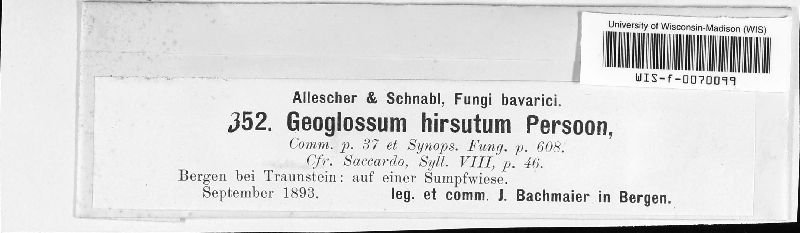 University of Wisconsin-Madison (WIS)
WIS-f-0070099
Allescher & Schnabl, Fungi bavarici.
352. Geoglossum hirsutum Persoon,
Comm. p. 37 et Synops. Fung. p. 608.
Cfr. Saccardo, Syll. VIII, p. 46.
Bergen bei Traunstein: auf einer Sumpfwiese.
September 1893. leg. et comm. J. Bachmaier in Bergen.